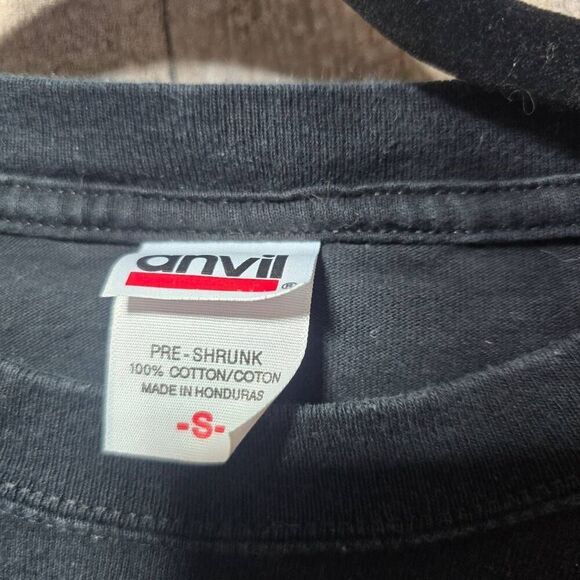 anvil®
PRE-SHRUNK
100% COTTON/COTON
MADE IN HONDURAS
-S-